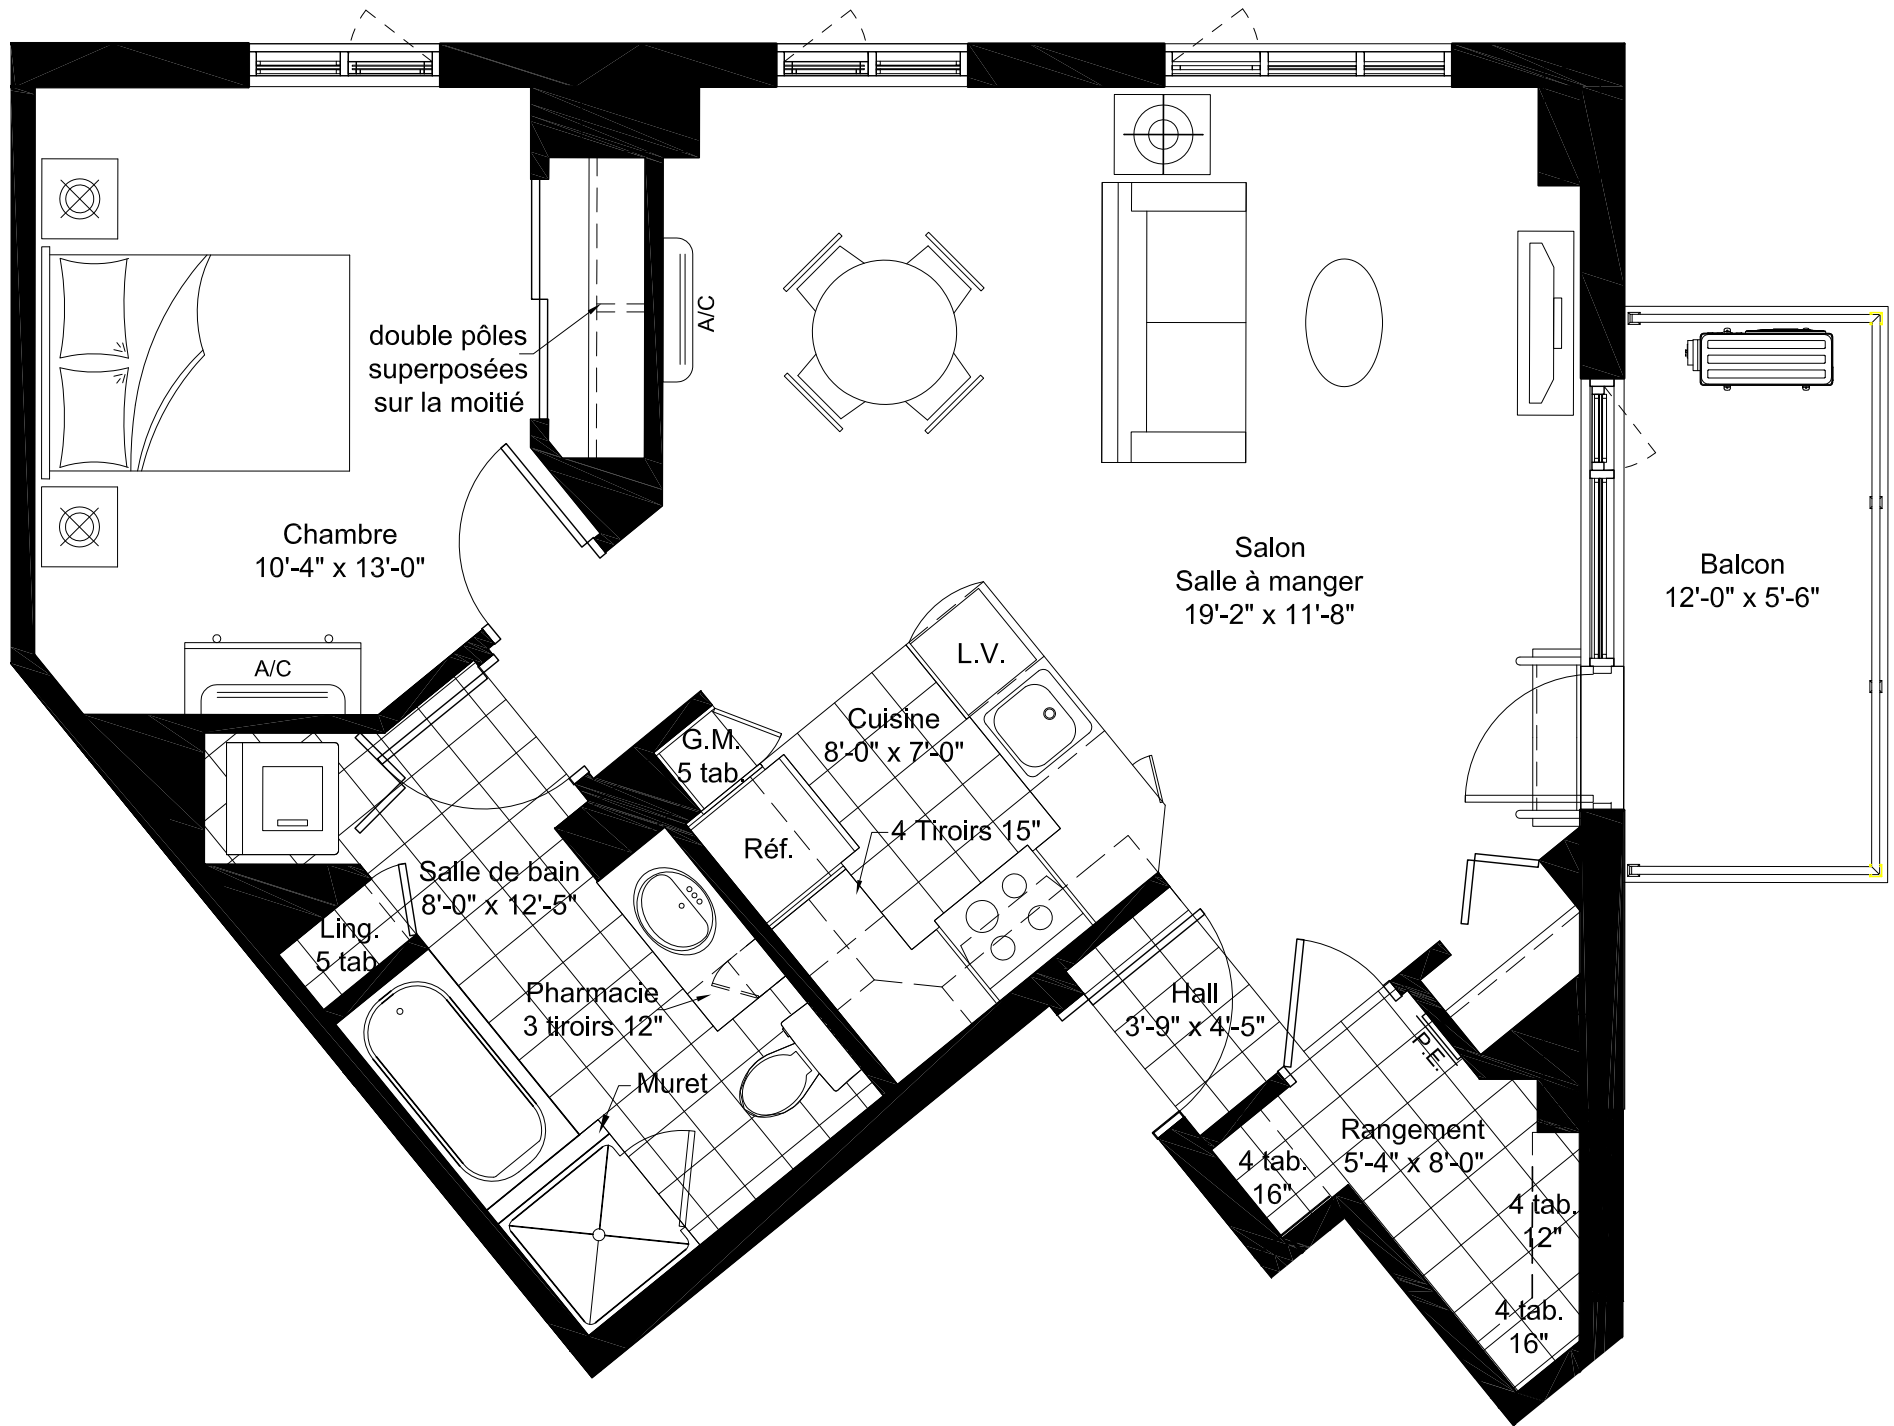 double pôles
superposées
sur la moitié
A/C
Chambre
10'-4" x 13'-0"
A/C
Salon
Salle à manger
19'-2" x 11'-8"
Balcon
12'-0" x 5'-6"
L.V.
Cuisine
8'-0" x 7'-0"
G.M.
5 tab.
Réf.
4 Tiroirs 15"
Salle de bain
8'-0" x 12'-5"
Ling.
5 tab.
Pharmacie
3 tiroirs 12"
Muret
Hall
3'-9" x 4'-5"
P.E.
Rangement
5'-4" x 8'-0"
4 tab.
16"
4 tab.
12"
4 tab.
16"